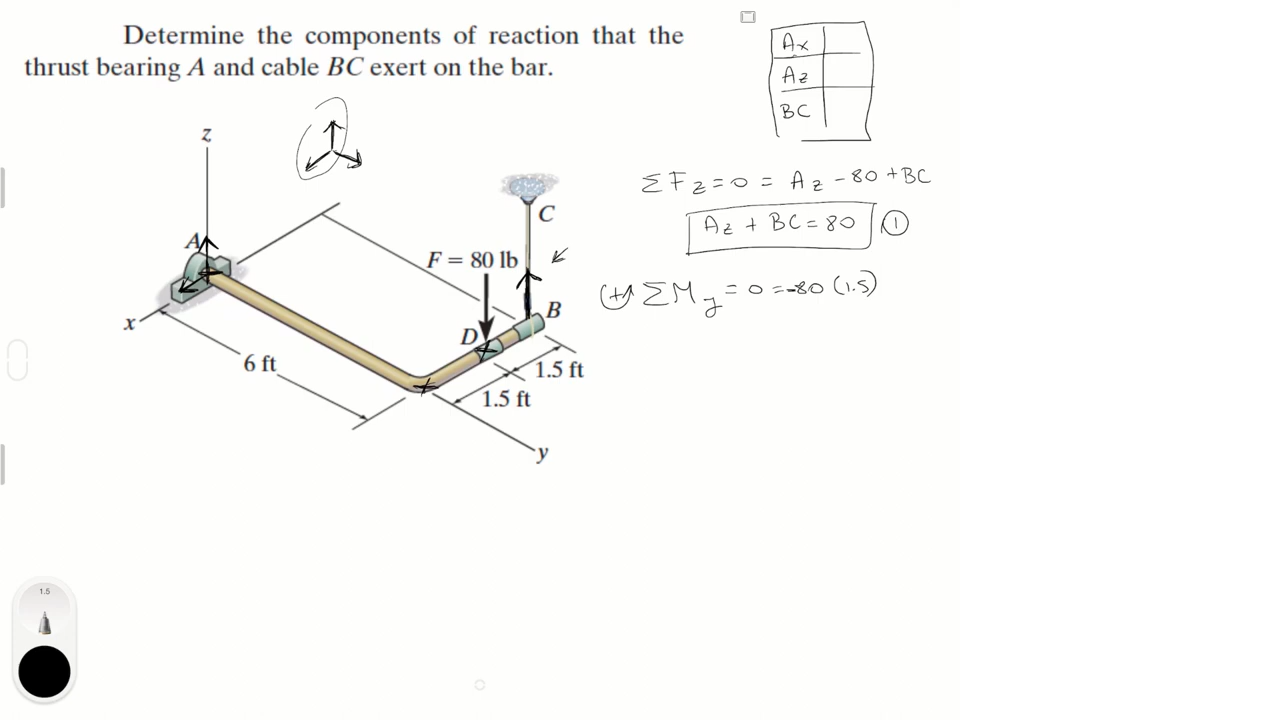 Determine the components of reaction that the
thrust bearing A and cable BC exert on the bar.
Ax
Az
BC
ΣFz = 0 = Az - 80 + BC
Az + BC = 80 ①
(+) ΣMy = 0 = -80 (1.5)
z
C
A
F = 80 lb
B
x
D
6 ft
1.5 ft
1.5 ft
y
1.5